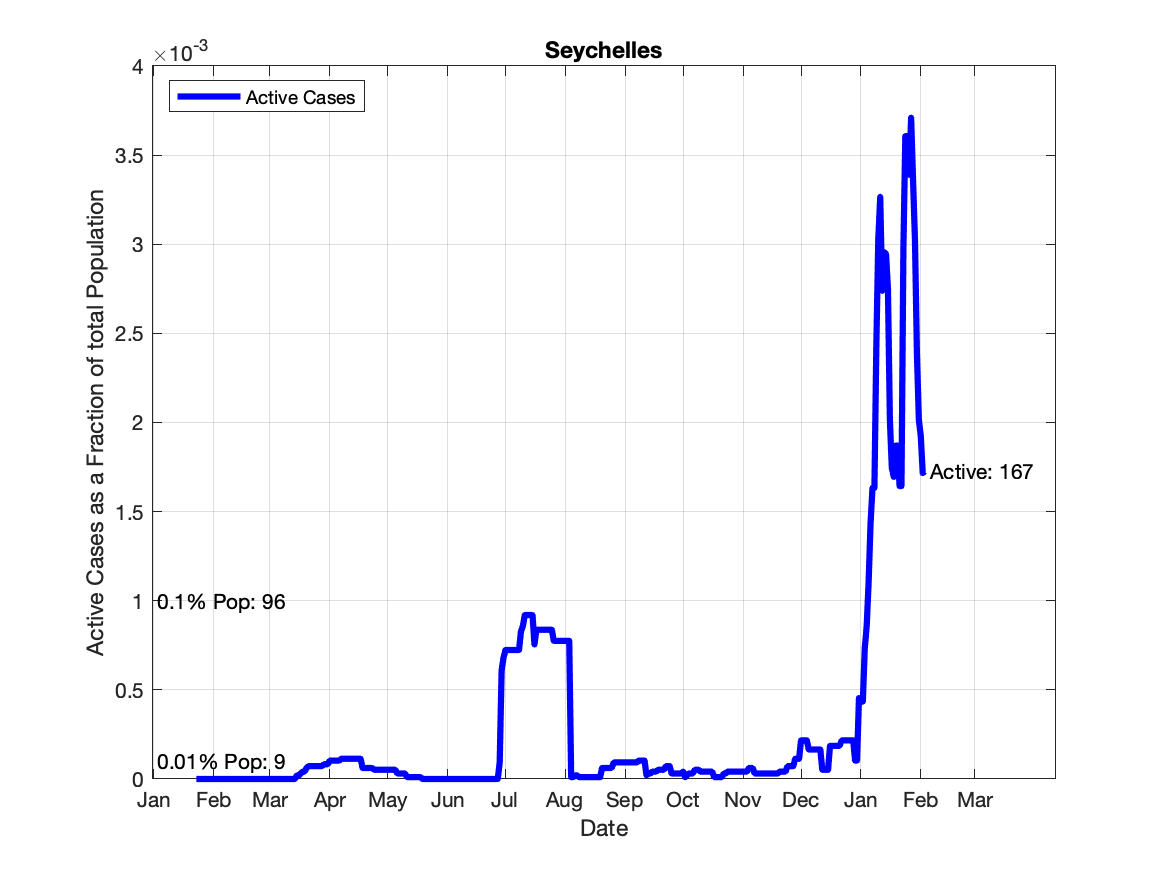 Seychelles
×10-3
4
3.5
3
2.5
2
1.5
1
0.5
0
Active Cases
Active Cases as a Fraction of total Population
Active: 167
0.1% Pop: 96
0.01% Pop: 9
Jan Feb Mar Apr May Jun Jul Aug Sep Oct Nov Dec Jan Feb Mar
Date